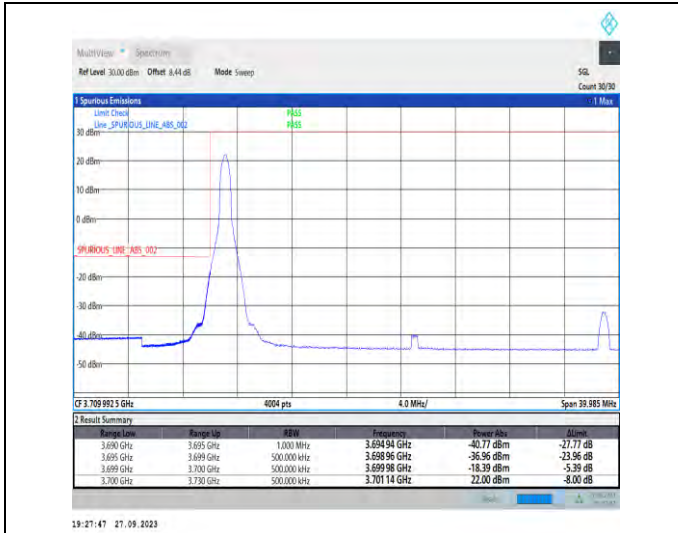 MultiView Spectrum
Ref Level 30.00 dBm Offset 8.44 dB Mode Sweep SGL
Count 30/30
1 Spurious Emissions 1 Max
Limit Check PASS
Line _SPURIOUS_LINE_ABS_002 PASS
30 dBm
20 dBm
10 dBm
0 dBm
SPURIOUS_LINE_ABS_002
-20 dBm
-30 dBm
-40 dBm
-50 dBm
CF 3.709 992 5 GHz 4004 pts 4.0 MHz/ Span 39.985 MHz
2 Result Summary
Range Low Range Up RBW Frequency Power Abs ΔLimit
3.690 GHz 3.695 GHz 1.000 MHz 3.694 94 GHz -40.77 dBm -27.77 dB
3.695 GHz 3.699 GHz 500.000 kHz 3.698 96 GHz -36.96 dBm -23.96 dB
3.699 GHz 3.700 GHz 500.000 kHz 3.699 98 GHz -18.39 dBm -5.39 dB
3.700 GHz 3.730 GHz 500.000 kHz 3.701 14 GHz 22.00 dBm -8.00 dB
19:27:47 27.09.2023